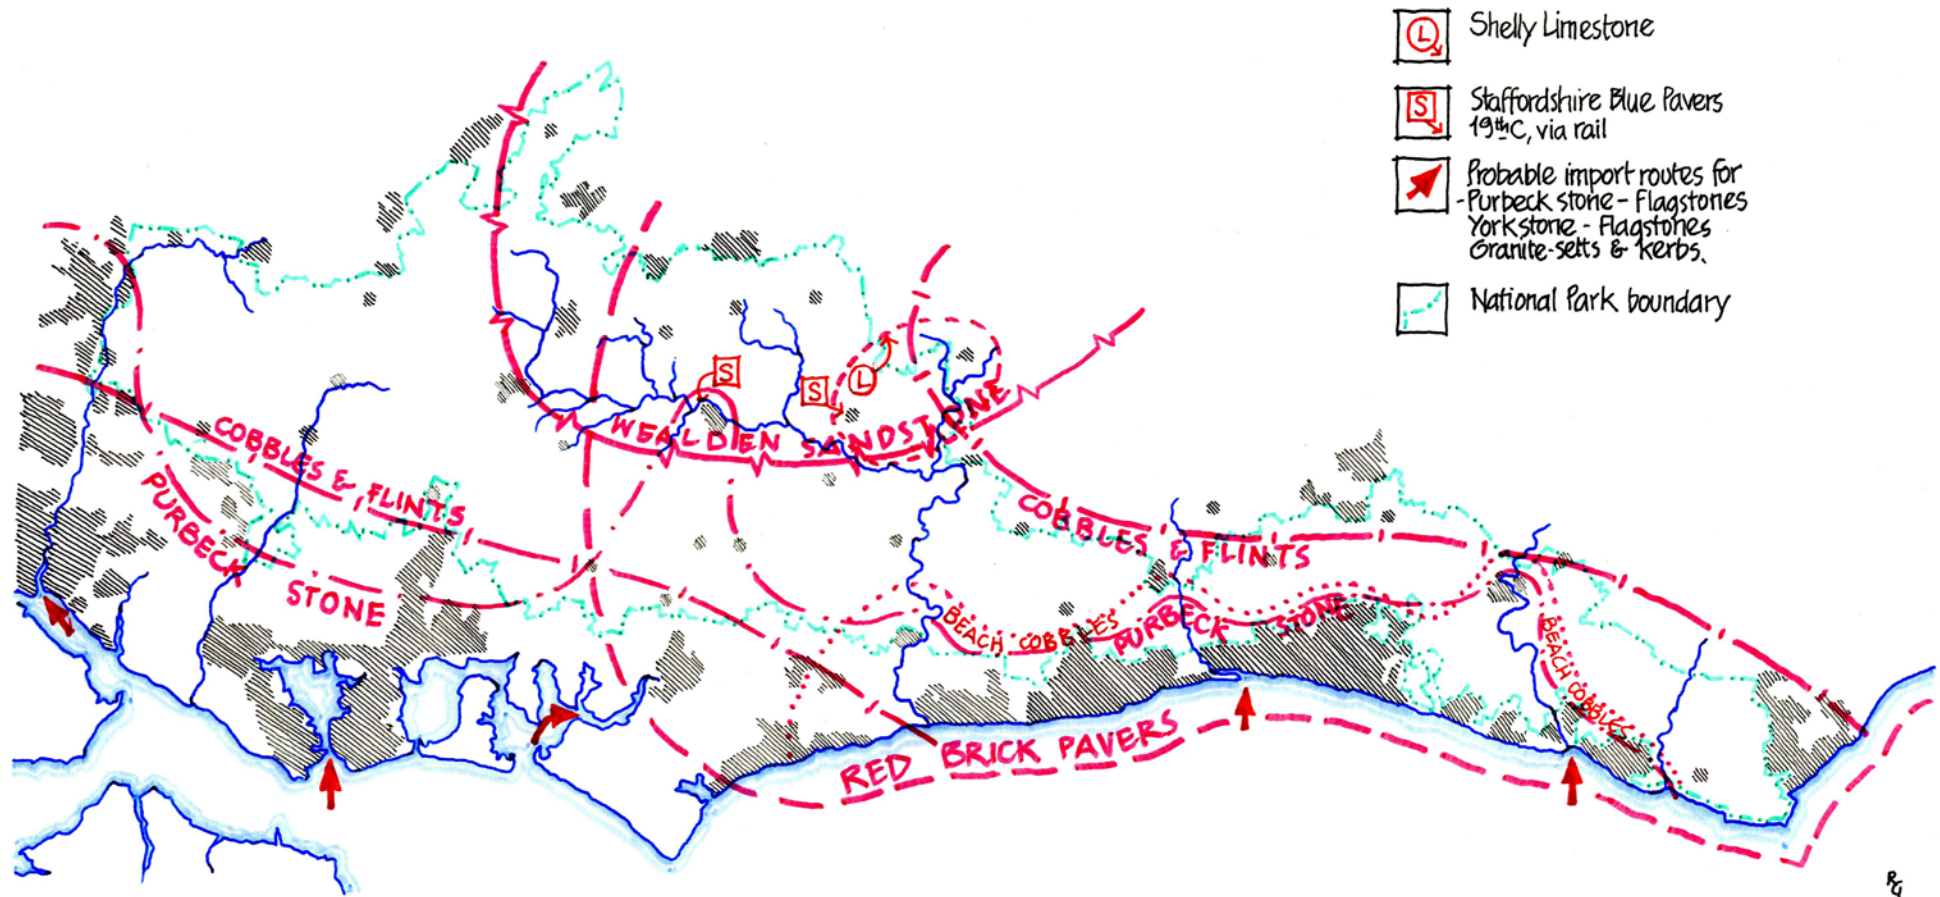 L
Shelly Limestone
S
Staffordshire Blue Pavers
19thC, via rail
Probable import routes for
-Purbeck stone - Flagstones
Yorkstone - Flagstones
Granite-setts & kerbs.
National Park boundary
S
S
L
WEALDEN SANDSTONE
COBBLES & FLINTS
PURBECK
STONE
COBBLES & FLINTS
BEACH COBBLES
PURBECK STONE
BEACH COBBLES
RED BRICK PAVERS
RG